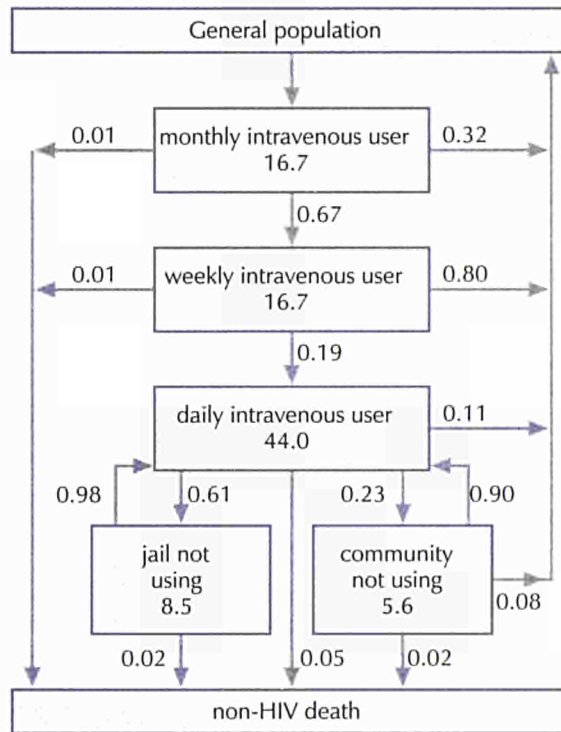 General population
0.01
monthly intravenous user
16.7
0.32
0.67
0.01
weekly intravenous user
16.7
0.80
0.19
daily intravenous user
44.0
0.11
0.98
0.61
0.23
0.90
jail not
using
8.5
community
not using
5.6
0.08
0.02
0.05
0.02
non-HIV death